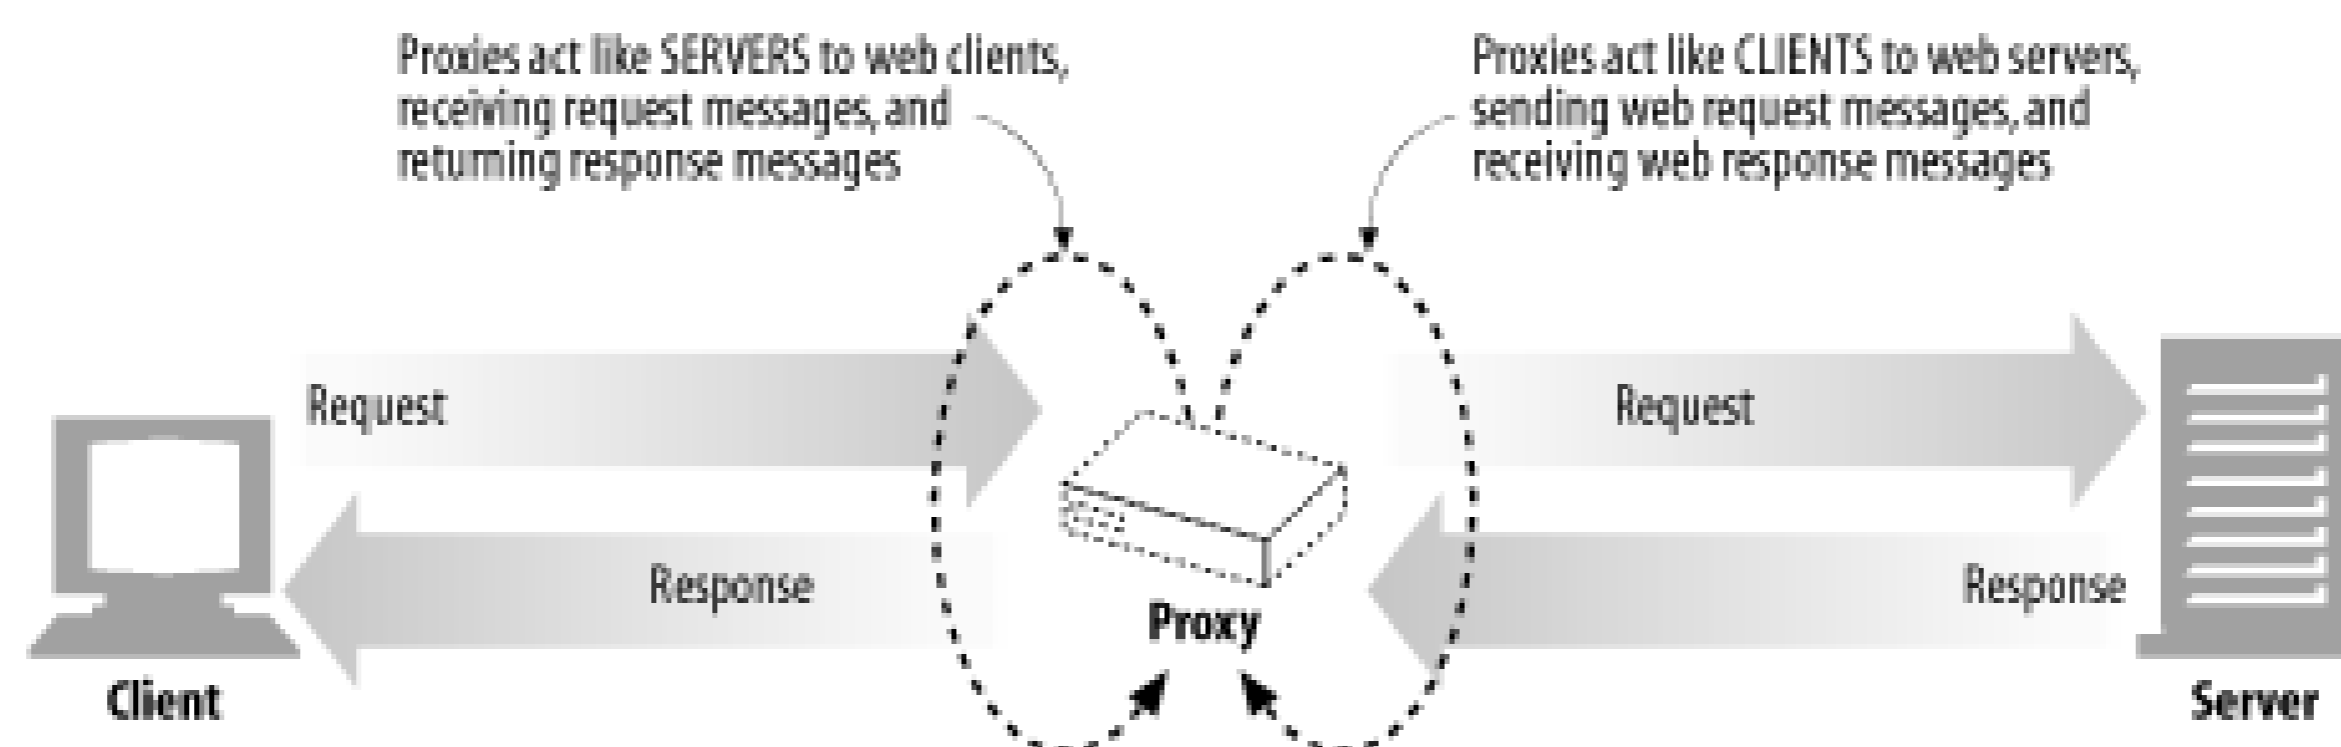 Proxies act like SERVERS to web clients,
receiving request messages, and
returning response messages
Proxies act like CLIENTS to web servers,
sending web request messages, and
receiving web response messages
Request
Request
Response
Response
Proxy
Client
Server